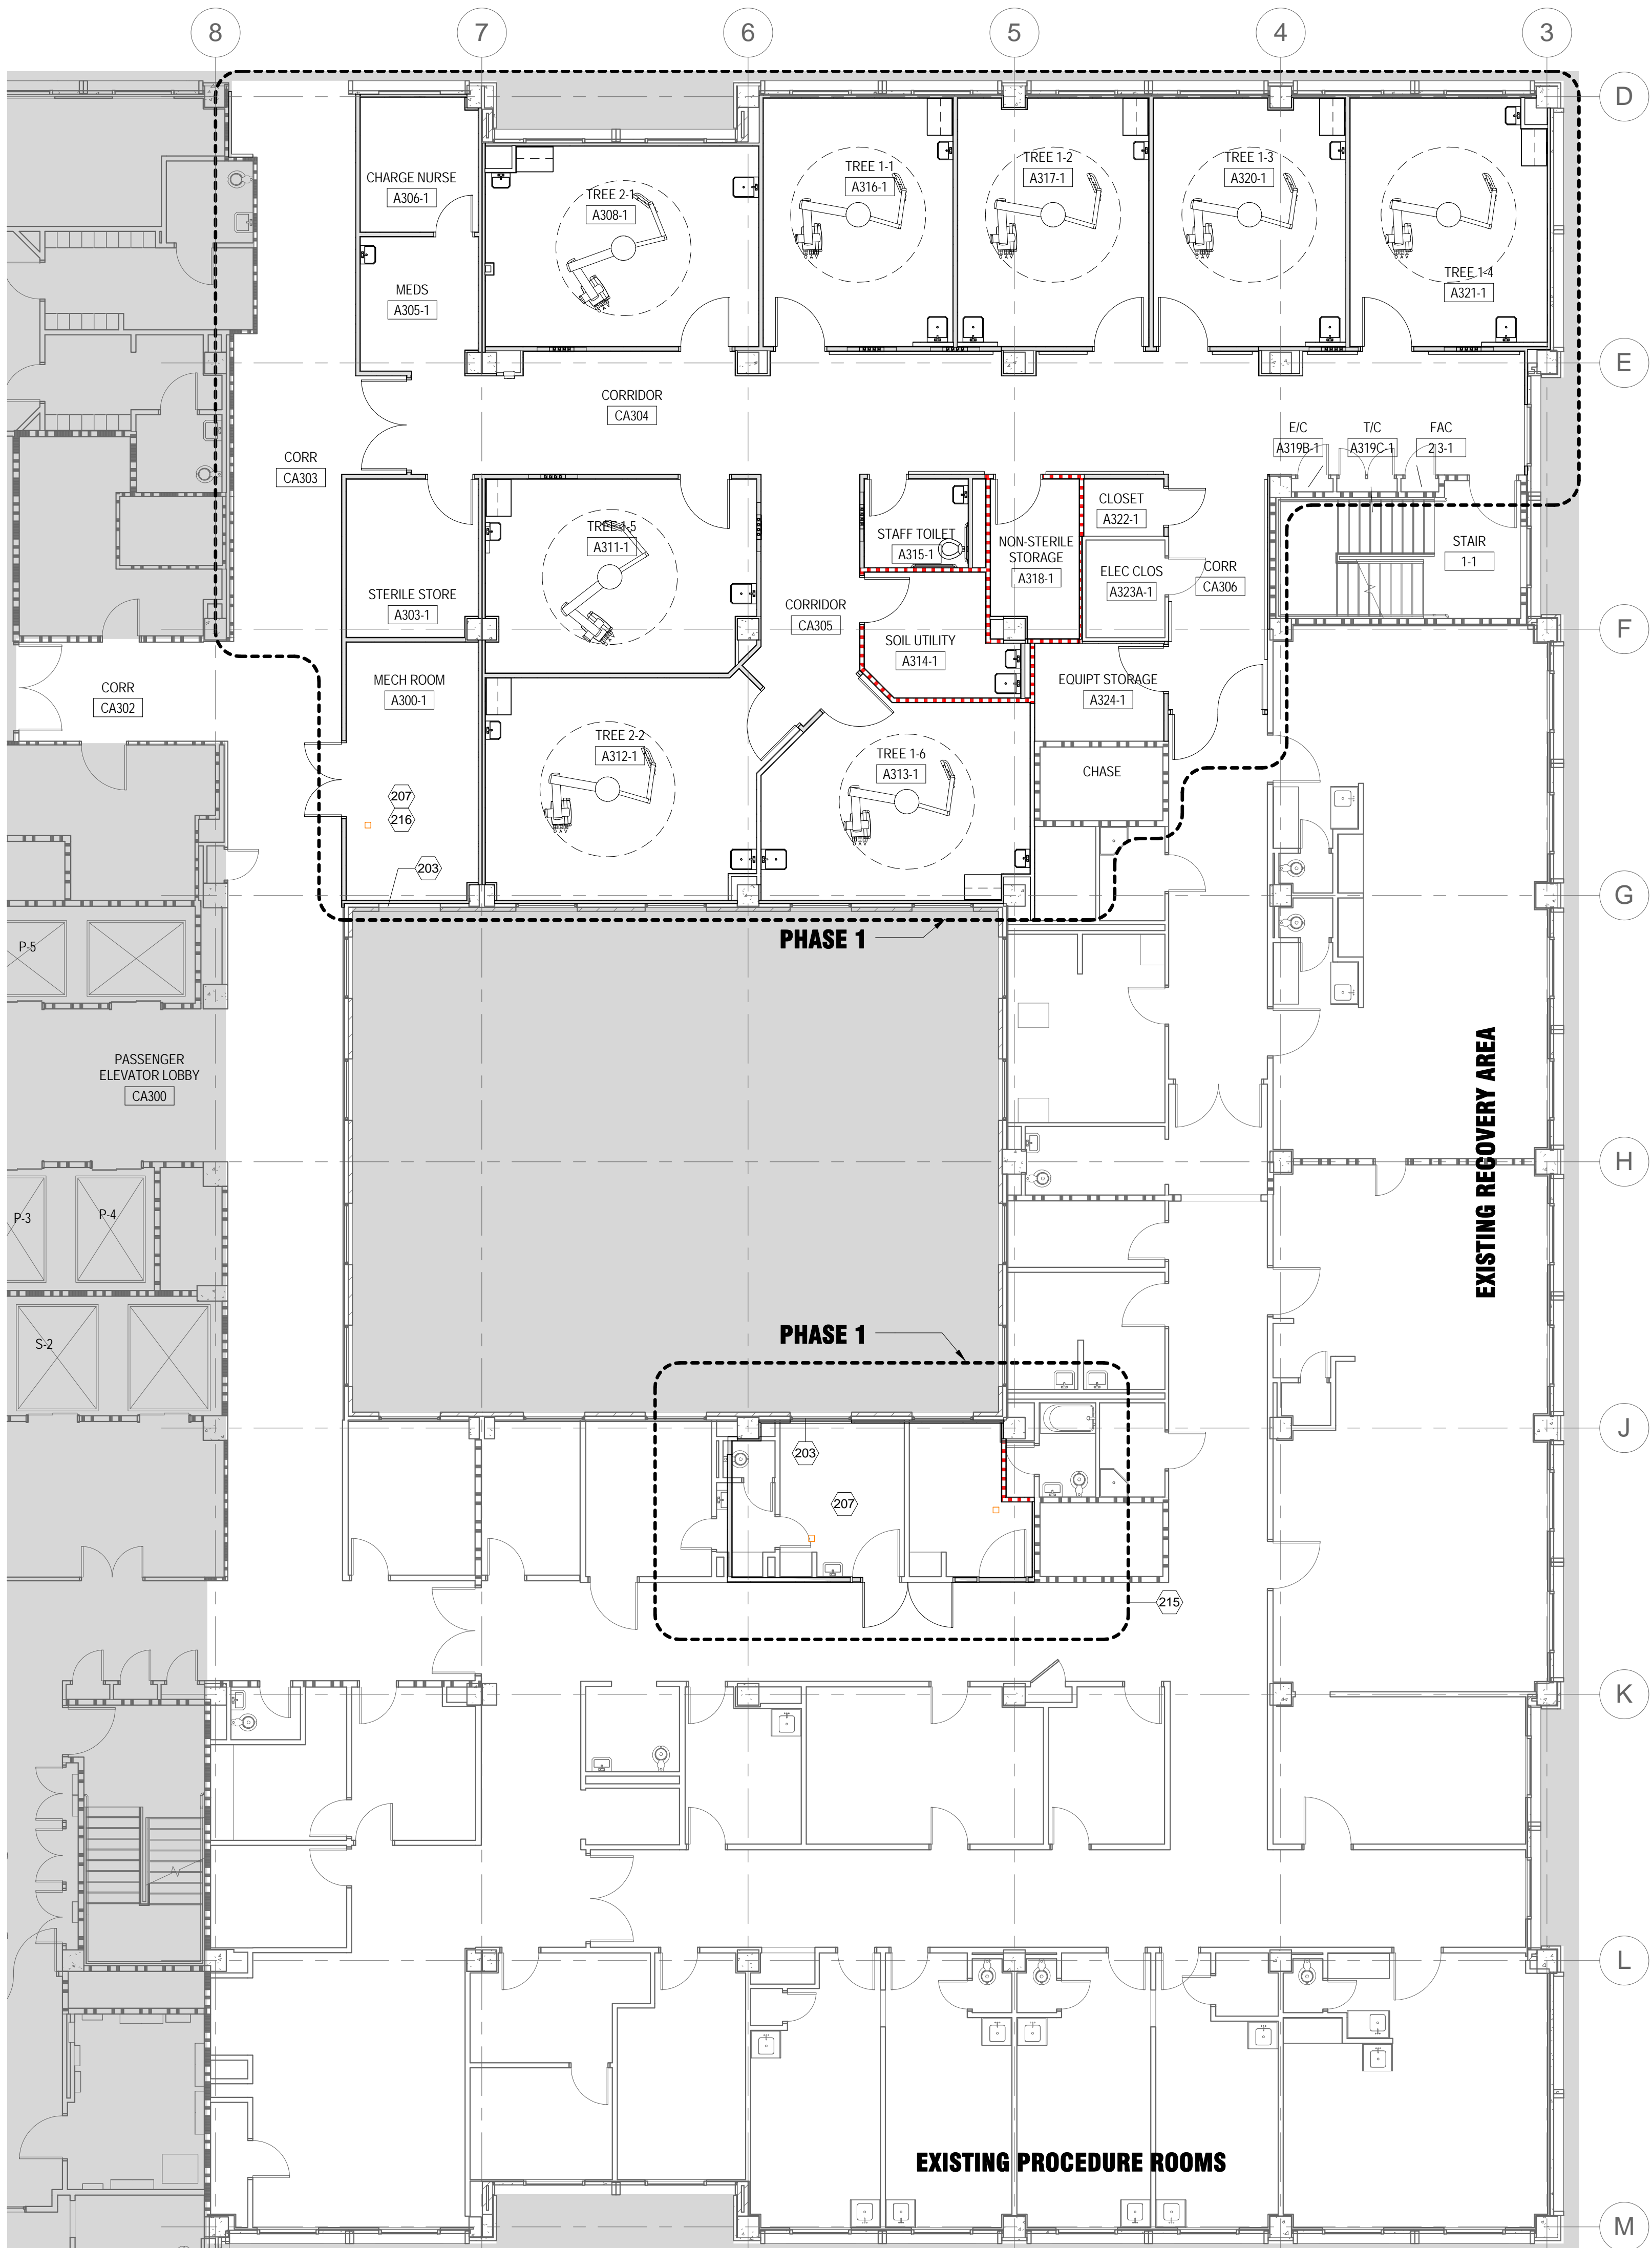 8
7
6
5
4
3
D
CHARGE NURSE
A306-1
TREE 2-1
A308-1
TREE 1-1
A316-1
TREE 1-2
A317-1
TREE 1-3
A320-1
TREE 1-4
A321-1
MEDS
A305-1
E
CORRIDOR
CA304
CORR
CA303
E/C
A319B-1
T/C
A319C-1
FAC
2.3-1
CLOSET
A322-1
TREE 1-5
A311-1
STAFF TOILET
A315-1
NON-STERILE
STORAGE
A318-1
STAIR
1-1
ELEC CLOS
A323A-1
CORR
CA306
STERILE STORE
A303-1
CORRIDOR
CA305
F
SOIL UTILITY
A314-1
CORR
CA302
MECH ROOM
A300-1
EQUIPT STORAGE
A324-1
TREE 2-2
A312-1
TREE 1-6
A313-1
CHASE
207
216
203
G
PHASE 1
P-5
PASSENGER
ELEVATOR LOBBY
CA300
EXISTING RECOVERY AREA
H
P-3
P-4
S-2
PHASE 1
J
203
207
215
K
L
EXISTING PROCEDURE ROOMS
M